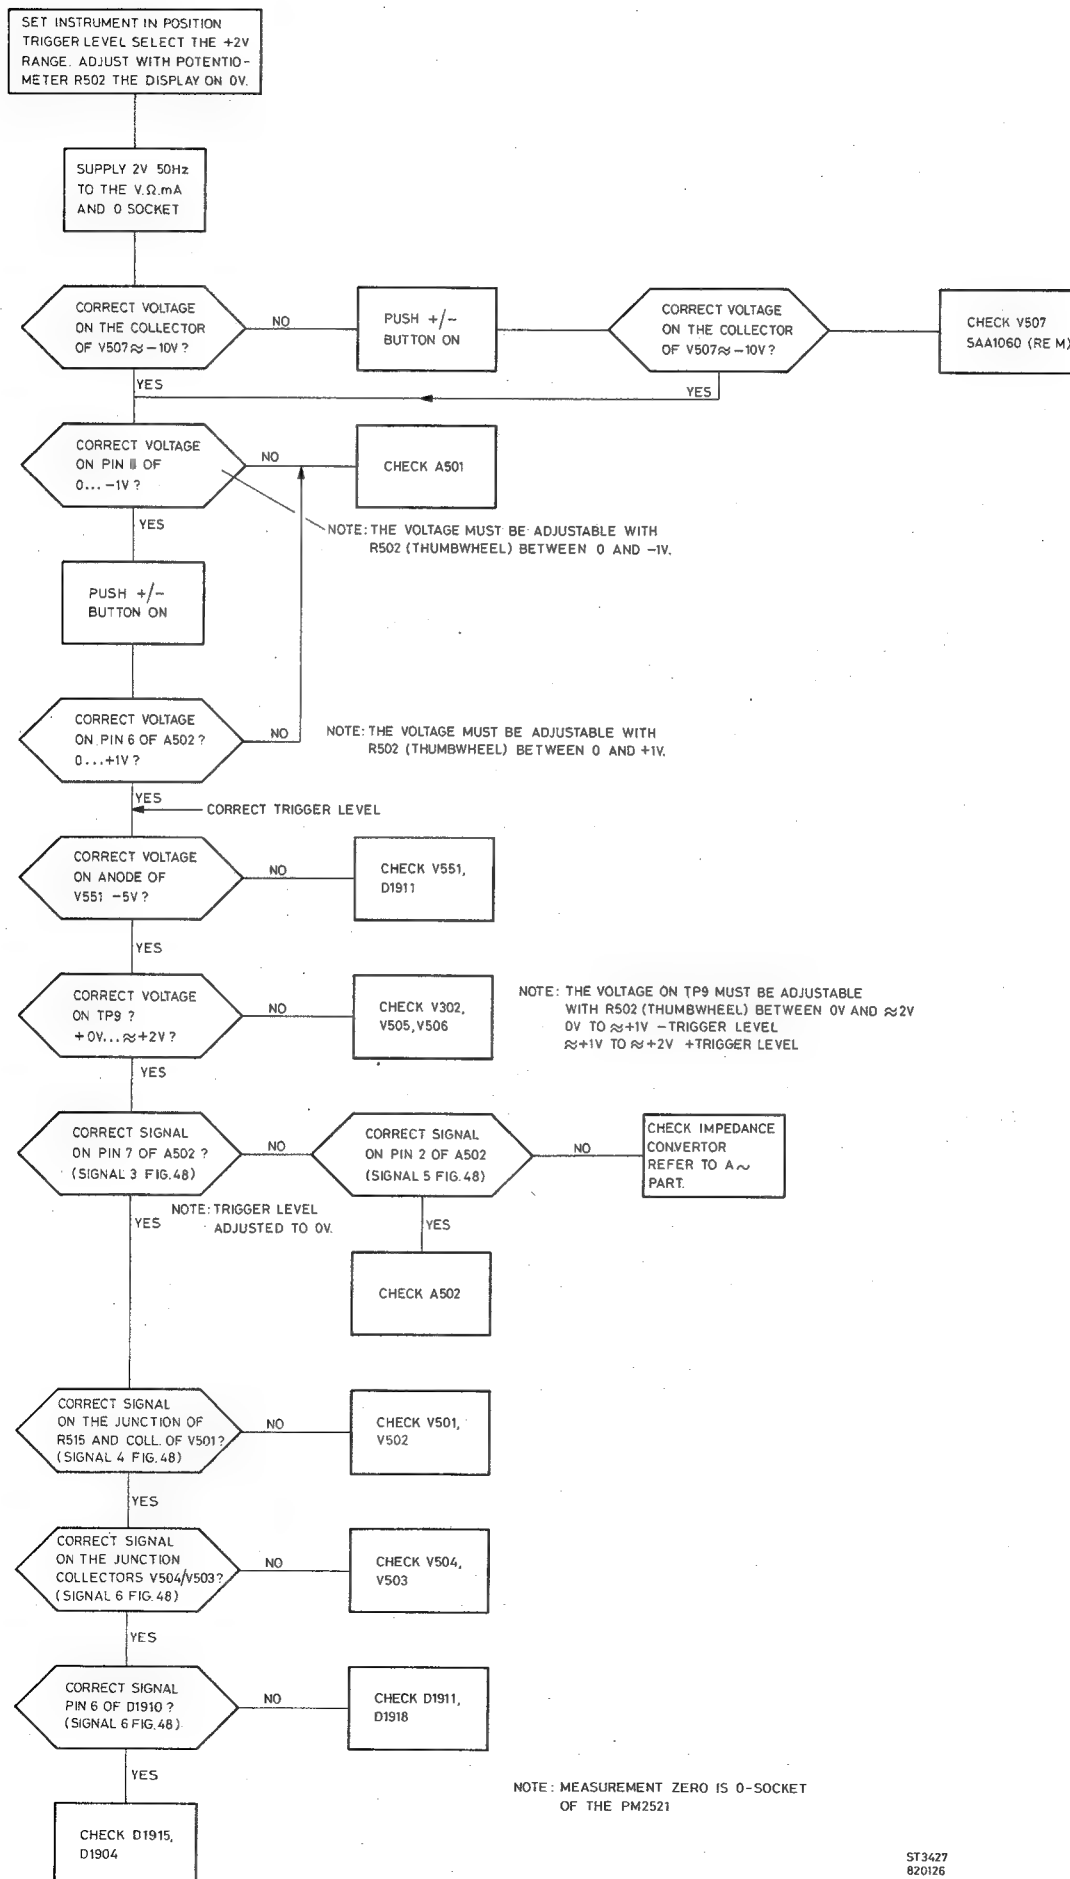 SET INSTRUMENT IN POSITION
TRIGGER LEVEL SELECT THE +2V
RANGE. ADJUST WITH POTENTIO-
METER R502 THE DISPLAY ON 0V.
SUPPLY 2V 50Hz
TO THE V.Ω.mA
AND 0 SOCKET
CORRECT VOLTAGE
ON THE COLLECTOR
OF V507≈ -10V?
NO
PUSH +/-
BUTTON ON
CORRECT VOLTAGE
ON THE COLLECTOR
OF V507≈ -10V?
CHECK V507
SAA1060 (REM)
YES
YES
CORRECT VOLTAGE
ON PIN OF
0... -1V?
NO
CHECK A501
NOTE: THE VOLTAGE MUST BE ADJUSTABLE WITH
R502 (THUMBWHEEL) BETWEEN 0 AND -1V.
YES
PUSH +/-
BUTTON ON
CORRECT VOLTAGE
ON PIN 6 OF A502?
0...+1V?
NO
NOTE: THE VOLTAGE MUST BE ADJUSTABLE WITH
R502 (THUMBWHEEL) BETWEEN 0 AND +1V.
YES
CORRECT TRIGGER LEVEL
CORRECT VOLTAGE
ON ANODE OF
V551 -5V?
NO
CHECK V551,
D1911
YES
CORRECT VOLTAGE
ON TP9?
+0V...≈+2V?
NO
CHECK V302,
V505,V506
NOTE: THE VOLTAGE ON TP9 MUST BE ADJUSTABLE
WITH R502 (THUMBWHEEL) BETWEEN 0V AND ≈2V
0V TO ≈+1V -TRIGGER LEVEL
≈+1V TO ≈+2V +TRIGGER LEVEL
YES
CORRECT SIGNAL
ON PIN 7 OF A502?
(SIGNAL 3 FIG.48)
NO
CORRECT SIGNAL
ON PIN 2 OF A502
(SIGNAL 5 FIG.48)
NO
CHECK IMPEDANCE
CONVERTOR
REFER TO A~
PART.
YES
NOTE: TRIGGER LEVEL
ADJUSTED TO 0V.
YES
CHECK A502
CORRECT SIGNAL
ON THE JUNCTION OF
R515 AND COLL. OF V501?
(SIGNAL 4 FIG.48)
NO
CHECK V501,
V502
YES
CORRECT SIGNAL
ON THE JUNCTION
COLLECTORS V504/V503?
(SIGNAL 6 FIG.48)
NO
CHECK V504,
V503
YES
CORRECT SIGNAL
PIN 6 OF D1910?
(SIGNAL 6 FIG.48)
NO
CHECK D1911,
D1918
YES
CHECK D1915,
D1904
NOTE: MEASUREMENT ZERO IS 0-SOCKET
OF THE PM2521
ST3427
820126